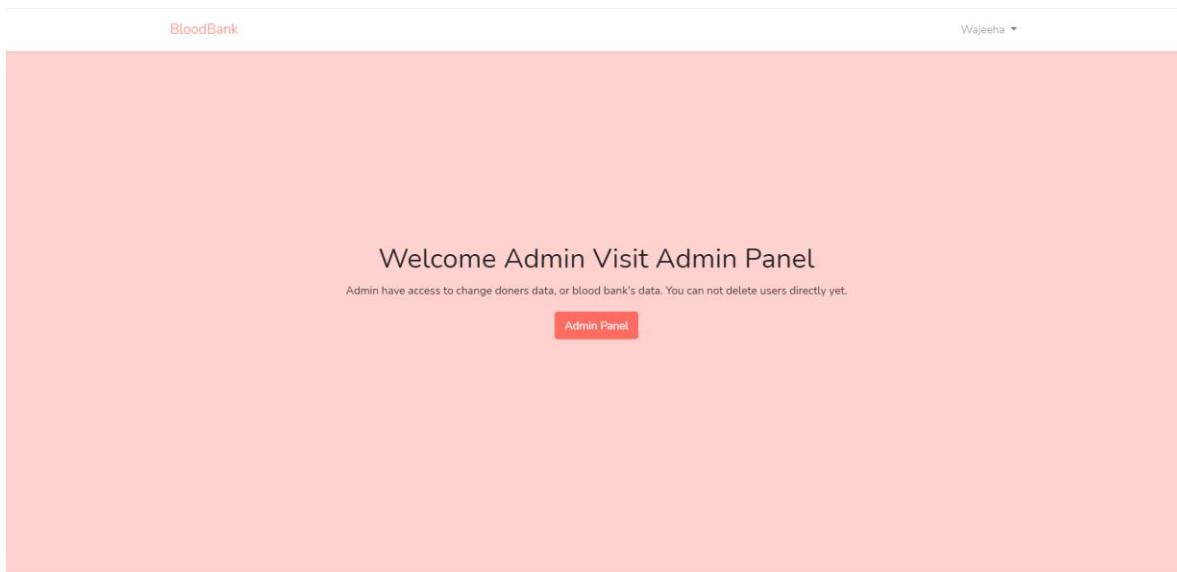 BloodBank
Wajeeha
Welcome Admin Visit Admin Panel
Admin have access to change doners data, or blood bank's data. You can not delete users directly yet.
Admin Panel